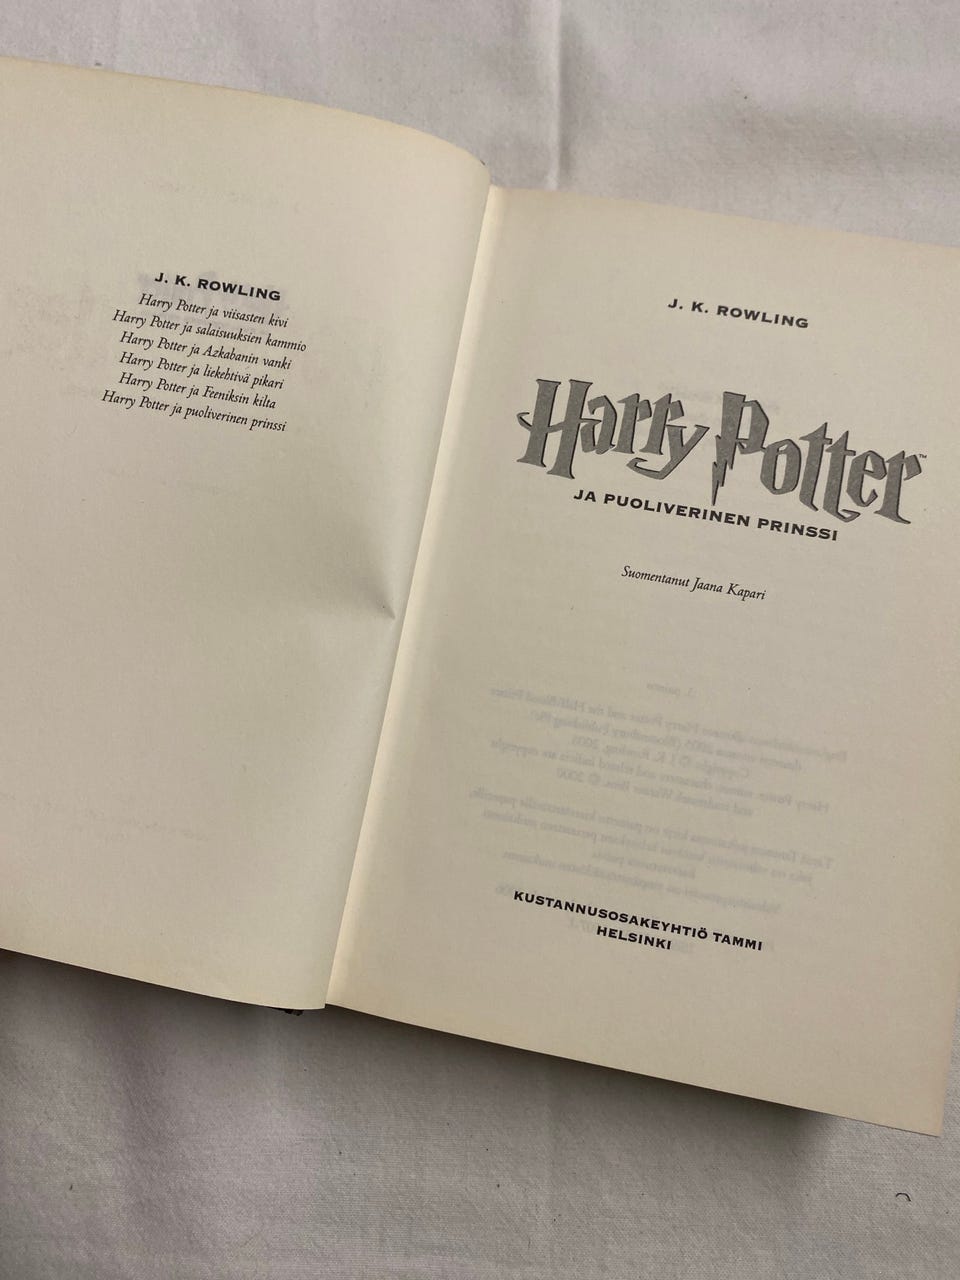 J. K. ROWLING
Harry Potter ja viisasten kivi
Harry Potter ja salaisuuksien kammio
Harry Potter ja Azkabanin vanki
Harry Potter ja liekehtivä pikari
Harry Potter ja Feeniksin kilta
Harry Potter ja puoliverinen prinssi
J. K. ROWLING
Harry Potter™
JA PUOLIVERINEN PRINSSI
Suomentanut Jaana Kapari
KUSTANNUSOSAKEYHTIÖ TAMMI
HELSINKI